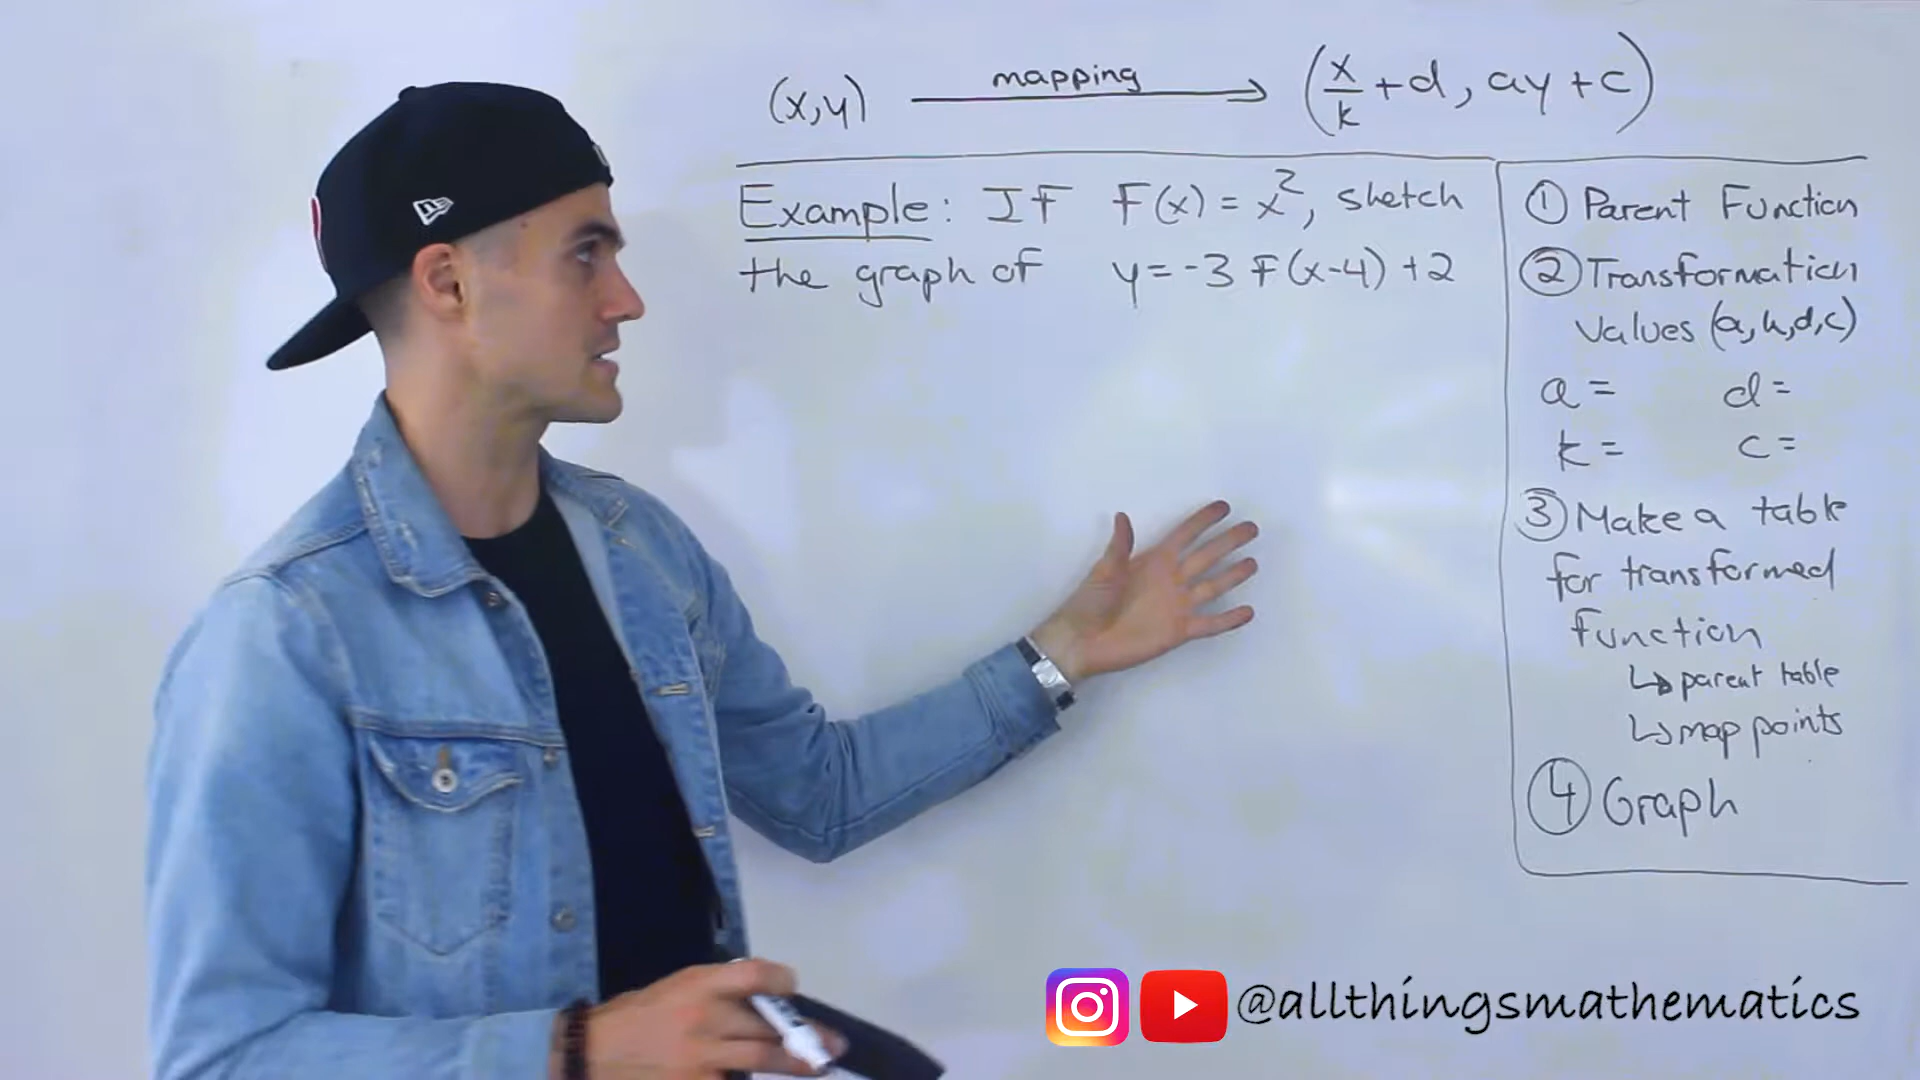 (x,y) mapping → (x/k + d, ay + c)
Example: IF F(x) = x², sketch
the graph of y = -3 F(x-4) + 2
① Parent Function
② Transformation
Values (a,k,d,c)
a = d =
k = c =
③ Make a table
for transformed
function
↳ parent table
↳ map points
④ Graph
@allthingsmathematics